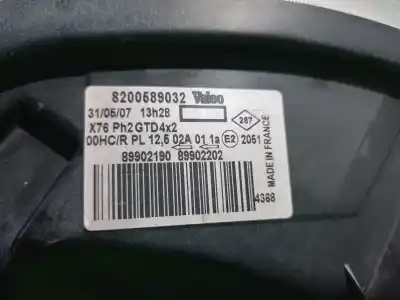 8200589032 Valeo
31/05/07 13h28
287
X76 Ph2 GTD4x2
00HC/R PL 12,5 02A 01 1a E2 2051
89902190 89902202
MADE IN FRANCE
4368